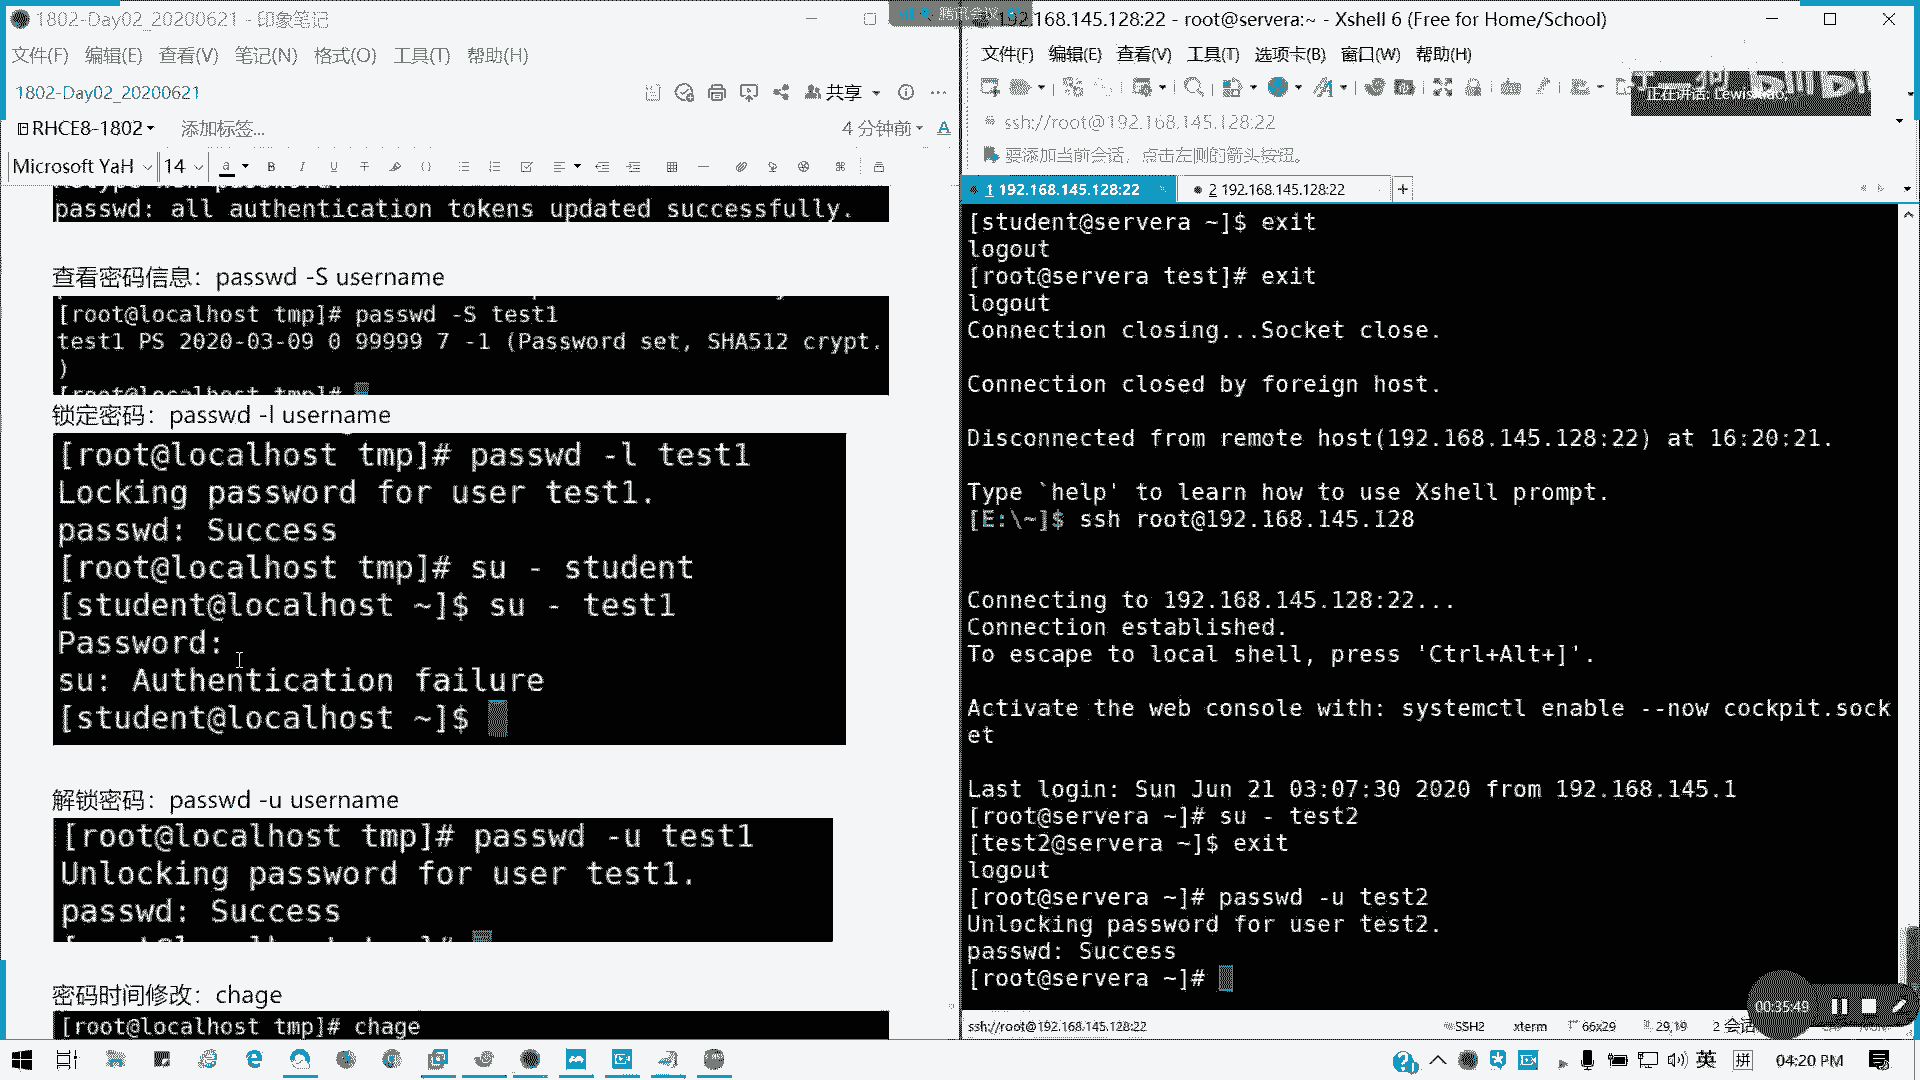 1802-Day02_20200621 - 印象笔记
文件(F) 编辑(E) 查看(V) 笔记(N) 格式(O) 工具(T) 帮助(H)
1802-Day02_20200621
共享
RHCE8-1802
添加标签...
4 分钟前
Microsoft YaH 14
passwd: all authentication tokens updated successfully.
查看密码信息：passwd -S username
[root@localhost tmp]# passwd -S test1
test1 PS 2020-03-09 0 99999 7 -1 (Password set, SHA512 crypt.
)
[root@localhost tmp]#
锁定密码：passwd -l username
[root@localhost tmp]# passwd -l test1
Locking password for user test1.
passwd: Success
[root@localhost tmp]# su - student
[student@localhost ~]$ su - test1
Password:
su: Authentication failure
[student@localhost ~]$
解锁密码：passwd -u username
[root@localhost tmp]# passwd -u test1
Unlocking password for user test1.
passwd: Success
密码时间修改：chage
[root@localhost tmp]# chage
腾讯会议
192.168.145.128:22 - root@servera:~ - Xshell 6 (Free for Home/School)
文件(F) 编辑(E) 查看(V) 工具(T) 选项卡(B) 窗口(W) 帮助(H)
正在讲话: Lewis
ssh://root@192.168.145.128:22
要添加当前会话，点击左侧的箭头按钮。
1 192.168.145.128:22
2 192.168.145.128:22
[student@servera ~]$ exit
logout
[root@servera test]# exit
logout
Connection closing...Socket close.
Connection closed by foreign host.
Disconnected from remote host(192.168.145.128:22) at 16:20:21.
Type `help' to learn how to use Xshell prompt.
[E:\~]$ ssh root@192.168.145.128
Connecting to 192.168.145.128:22...
Connection established.
To escape to local shell, press 'Ctrl+Alt+]'.
Activate the web console with: systemctl enable --now cockpit.sock
et
Last login: Sun Jun 21 03:07:30 2020 from 192.168.145.1
[root@servera ~]# su - test2
[test2@servera ~]$ exit
logout
[root@servera ~]# passwd -u test2
Unlocking password for user test2.
passwd: Success
[root@servera ~]#
00:35:49
ssh://root@192.168.145.128:22
SSH2
xterm
66x29
29,19
2 会话
英
拼
04:20 PM